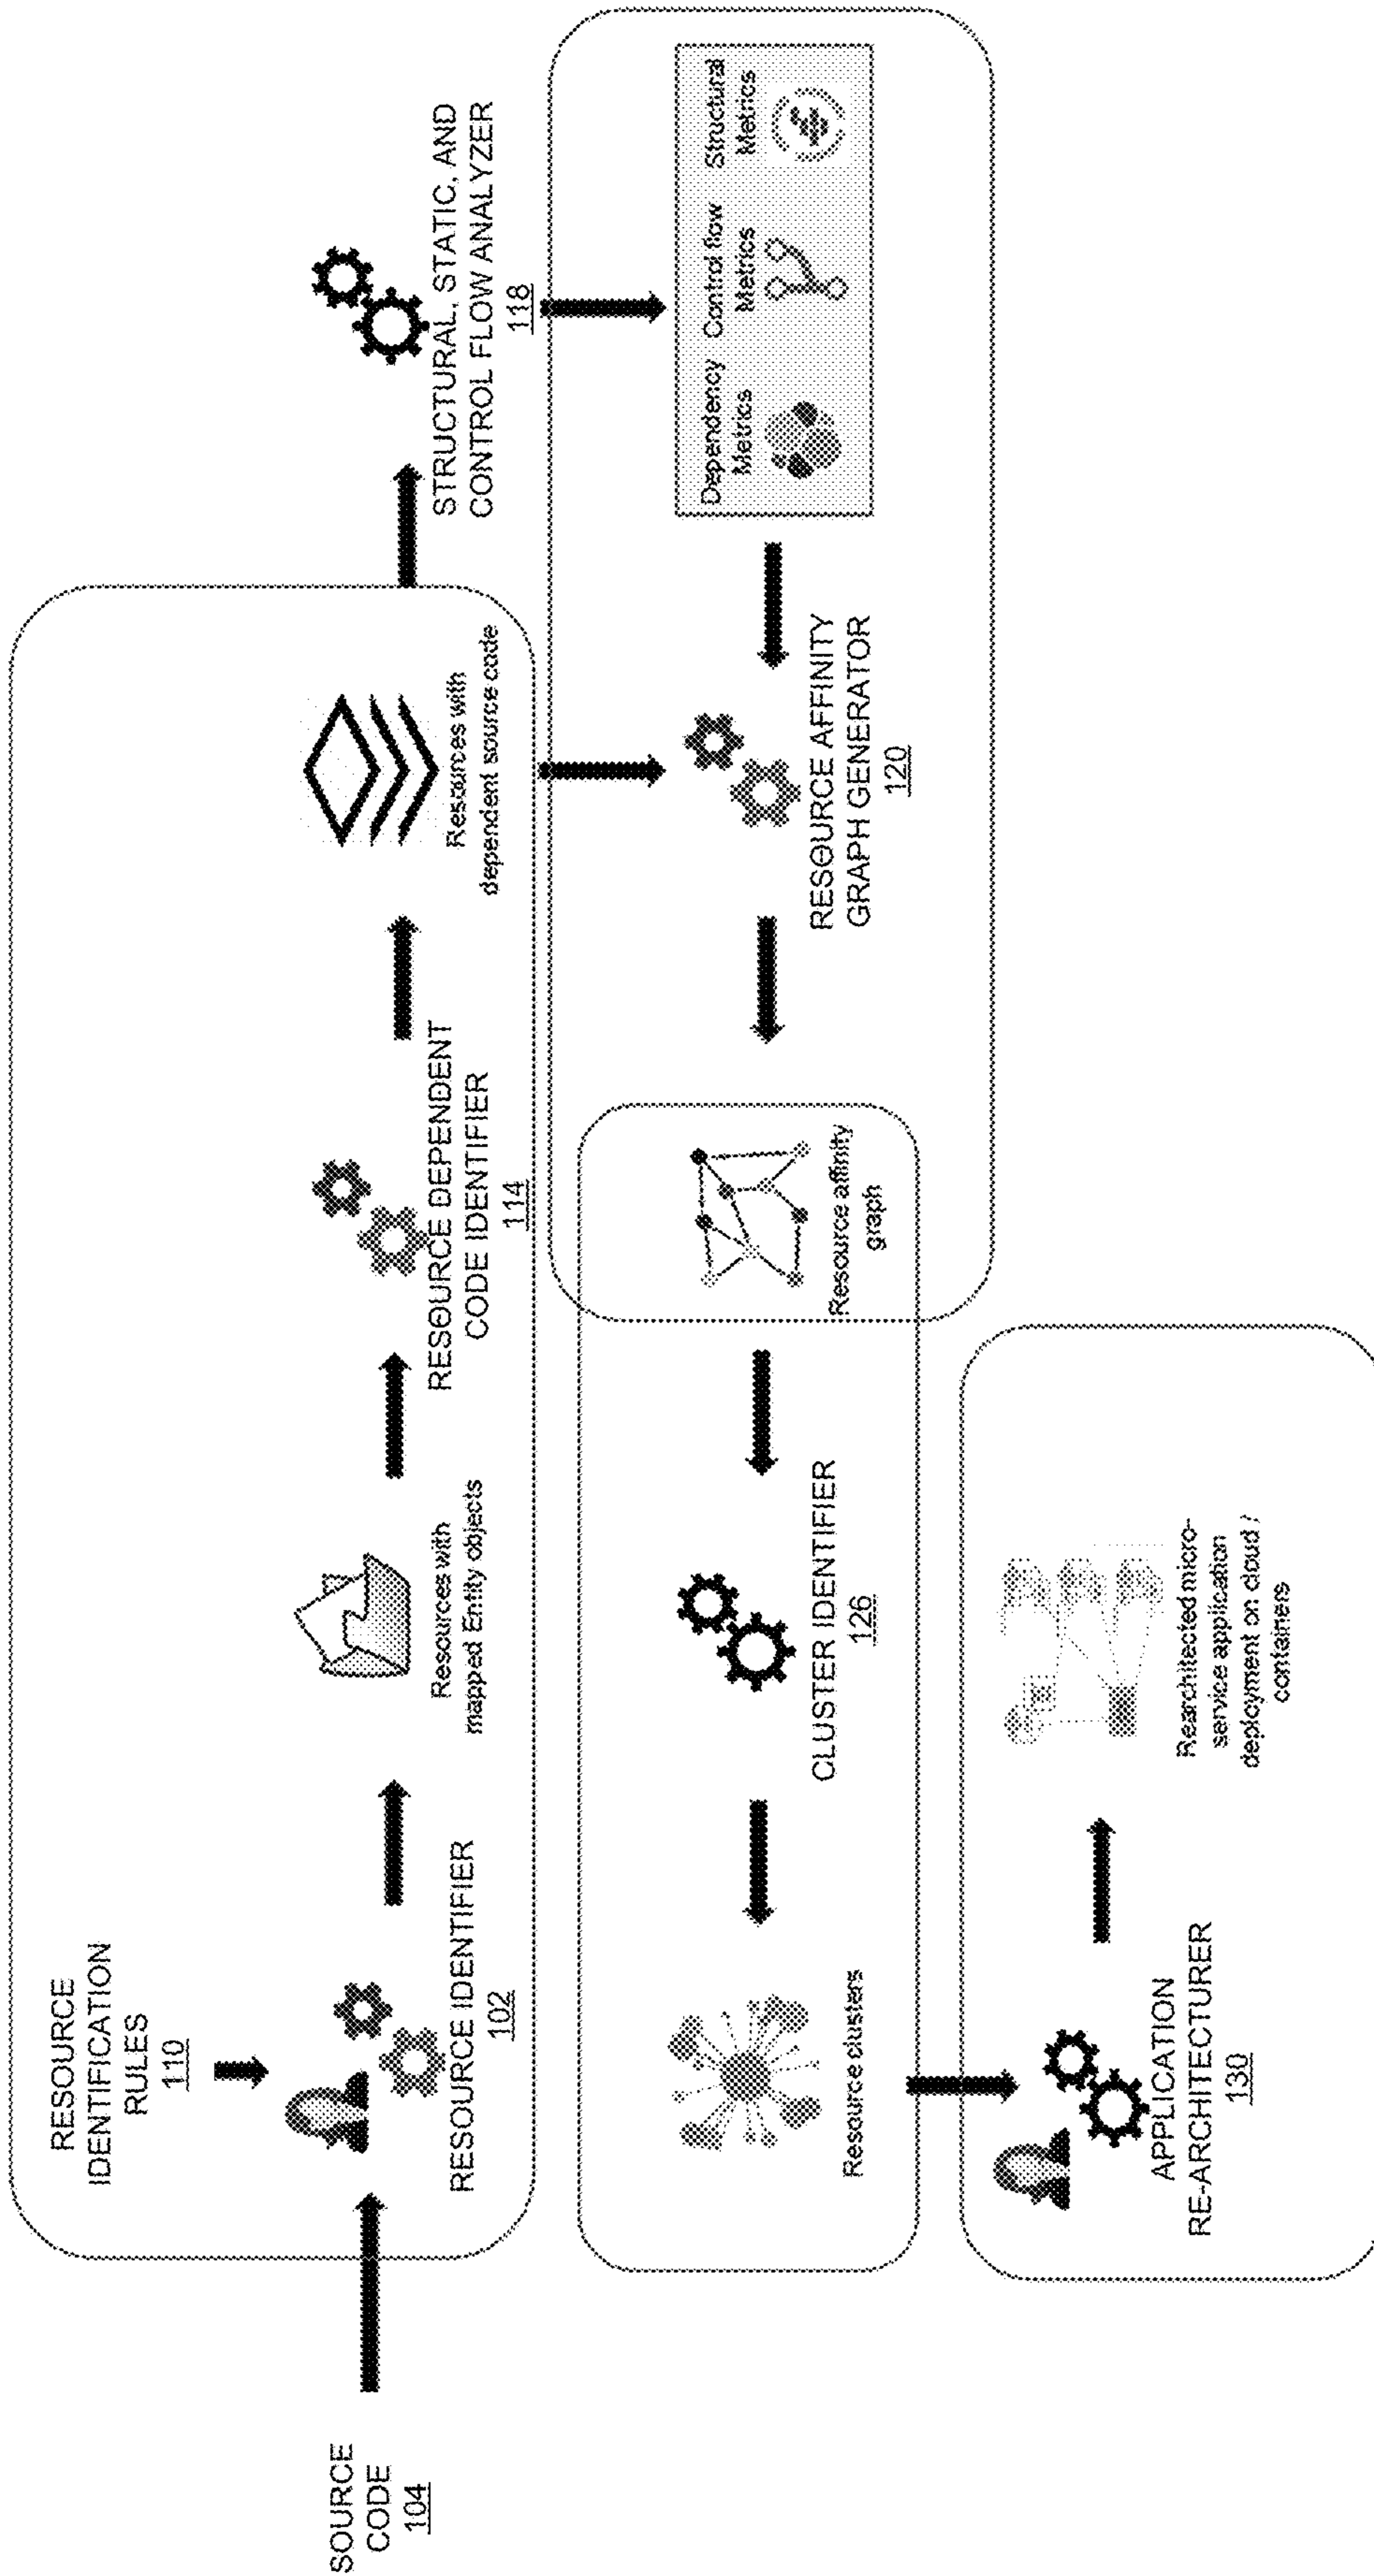 RESOURCE
IDENTIFICATION
RULES
110
SOURCE
CODE
104
RESOURCE IDENTIFIER
102
Resources with
mapped Entity objects
RESOURCE DEPENDENT
CODE IDENTIFIER
114
Resources with
dependent source code
STRUCTURAL, STATIC, AND
CONTROL FLOW ANALYZER
118
Dependency
Metrics
Control flow
Metrics
Structural
Metrics
RESOURCE AFFINITY
GRAPH GENERATOR
120
Resource affinity
graph
CLUSTER IDENTIFIER
126
Resource clusters
APPLICATION
RE-ARCHITECTURER
130
Rearchitected micro-
service application
deployment on cloud /
containers